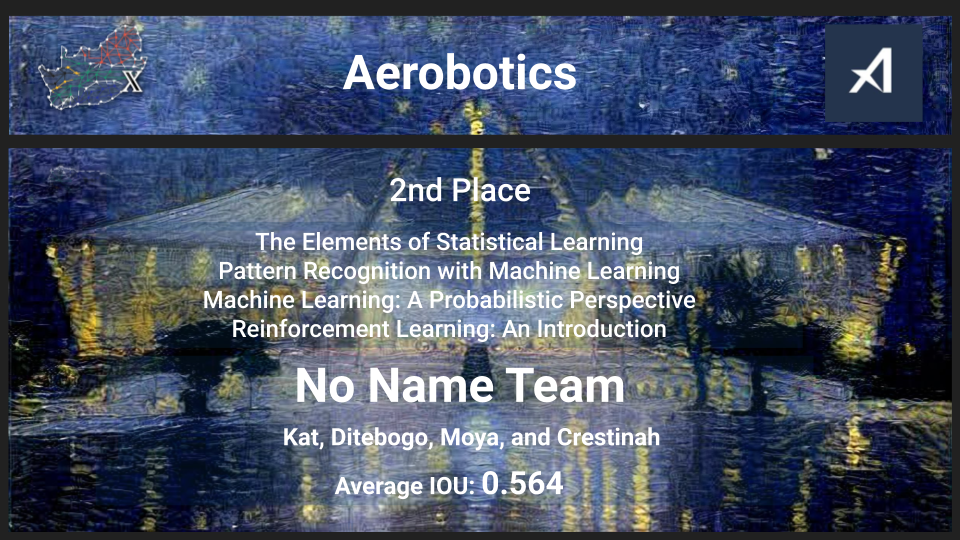 X
Aerobotics
A
2nd Place
The Elements of Statistical Learning
Pattern Recognition with Machine Learning
Machine Learning: A Probabilistic Perspective
Reinforcement Learning: An Introduction
No Name Team
Kat, Ditebogo, Moya, and Crestinah
Average IOU: 0.564